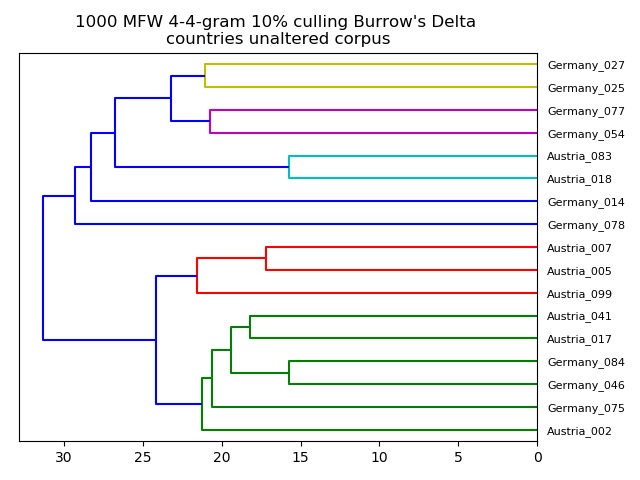 1000 MFW 4-4-gram 10% culling Burrow's Delta
countries unaltered corpus
Germany_027
Germany_025
Germany_077
Germany_054
Austria_083
Austria_018
Germany_014
Germany_078
Austria_007
Austria_005
Austria_099
Austria_041
Austria_017
Germany_084
Germany_046
Germany_075
Austria_002
30 25 20 15 10 5 0